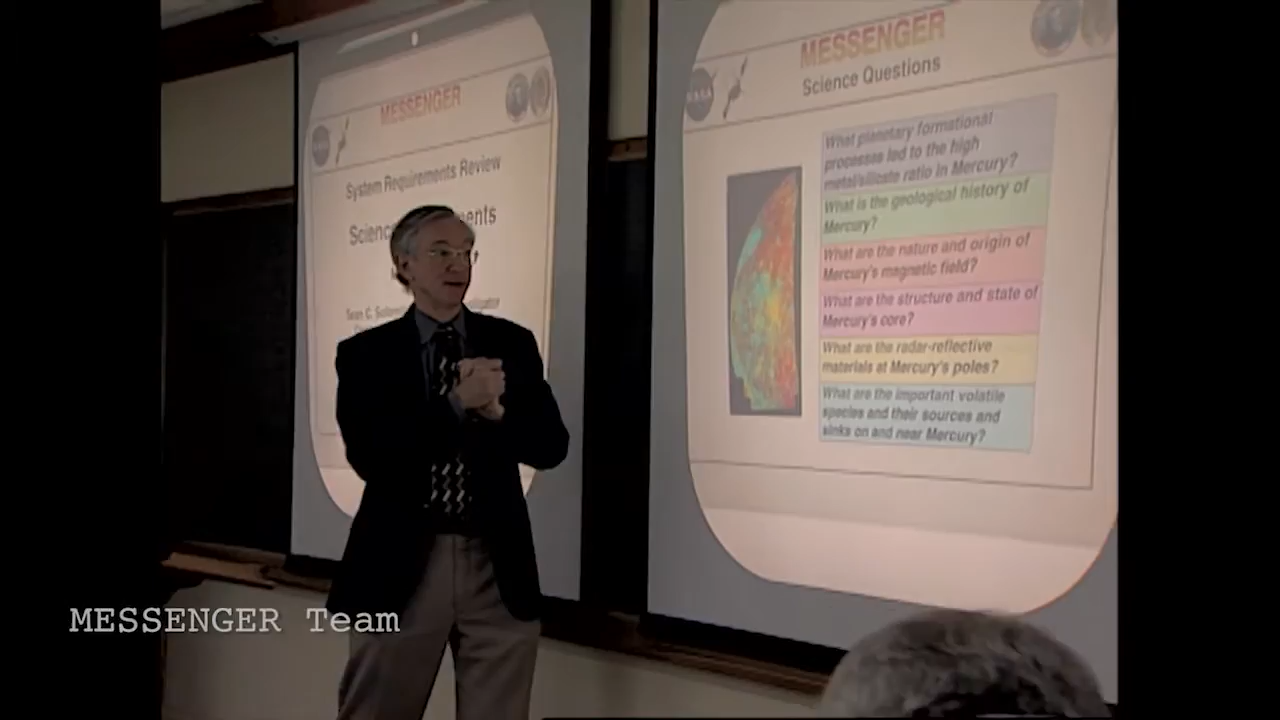 MESSENGER
System Requirements Review
MESSENGER
Science Questions
What planetary formational
processes led to the high
metal/silicate ratio in Mercury?
What is the geological history of
Mercury?
What are the nature and origin of
Mercury's magnetic field?
What are the structure and state of
Mercury's core?
What are the radar-reflective
materials at Mercury's poles?
What are the important volatile
species and their sources and
sinks on and near Mercury?
NASA
MESSENGER Team